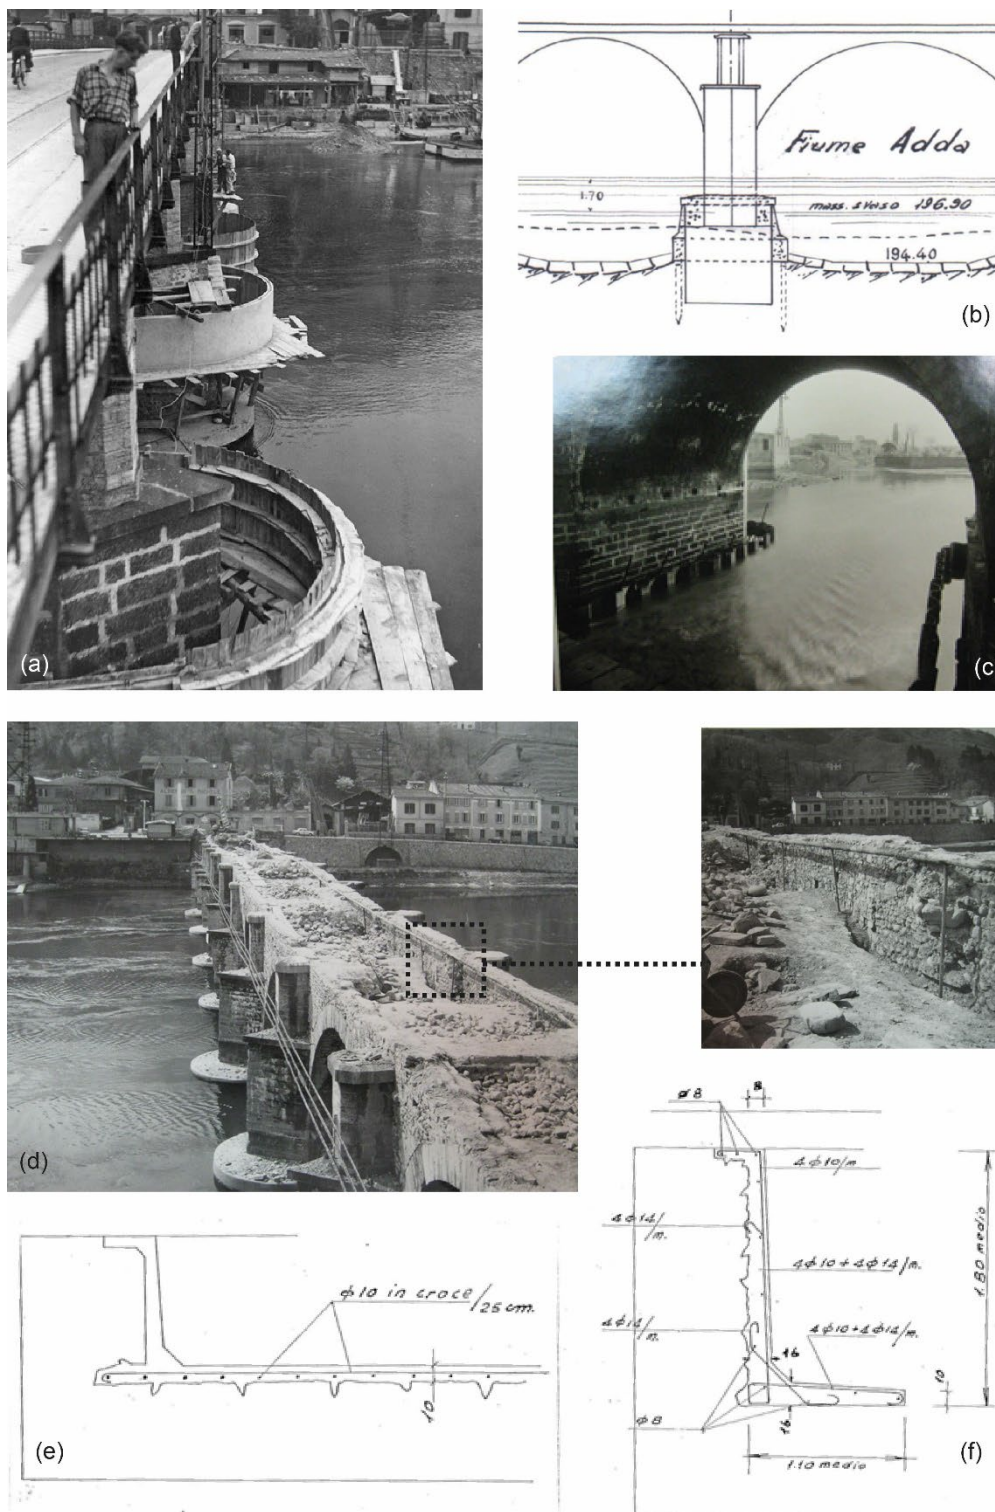 (a)
Fiume Adda
1.70
mass. svaso 196.90
194.40
(b)
(c
(d)
φ10 in croce/25 cm.
10
(e)
φ8
8
4φ10/m
4φ14/
m.
4φ10+4φ14/m.
4φ14/
m.
4φ10+4φ14/m.
16
φ8
16
10
1.80 medio
1.10 medio
(f)